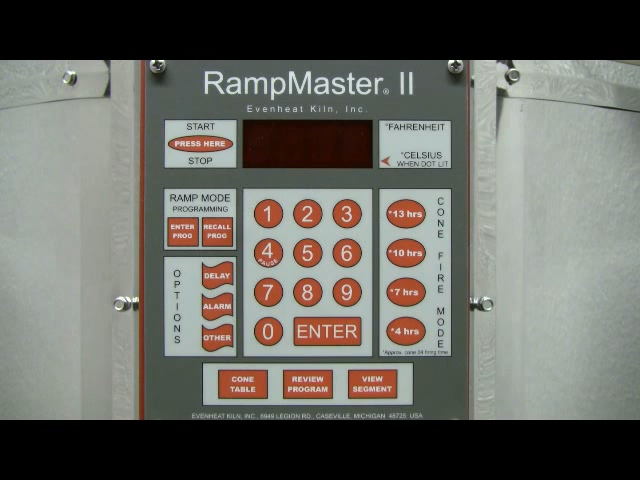 RampMaster® II
Evenheat Kiln, Inc.
START
PRESS HERE
STOP
°FAHRENHEIT
°CELSIUS
WHEN DOT LIT
RAMP MODE
PROGRAMMING
ENTER PROG
RECALL PROG
OPTIONS
DELAY
ALARM
OTHER
1 2 3
4 5 6
PAUSE
7 8 9
0 ENTER
*13 hrs
*10 hrs
*7 hrs
*4 hrs
CONE FIRE MODE
*Approx. cone 04 firing time
CONE TABLE
REVIEW PROGRAM
VIEW SEGMENT
EVENHEAT KILN, INC., 6949 LEGION RD., CASEVILLE, MICHIGAN 48725 USA